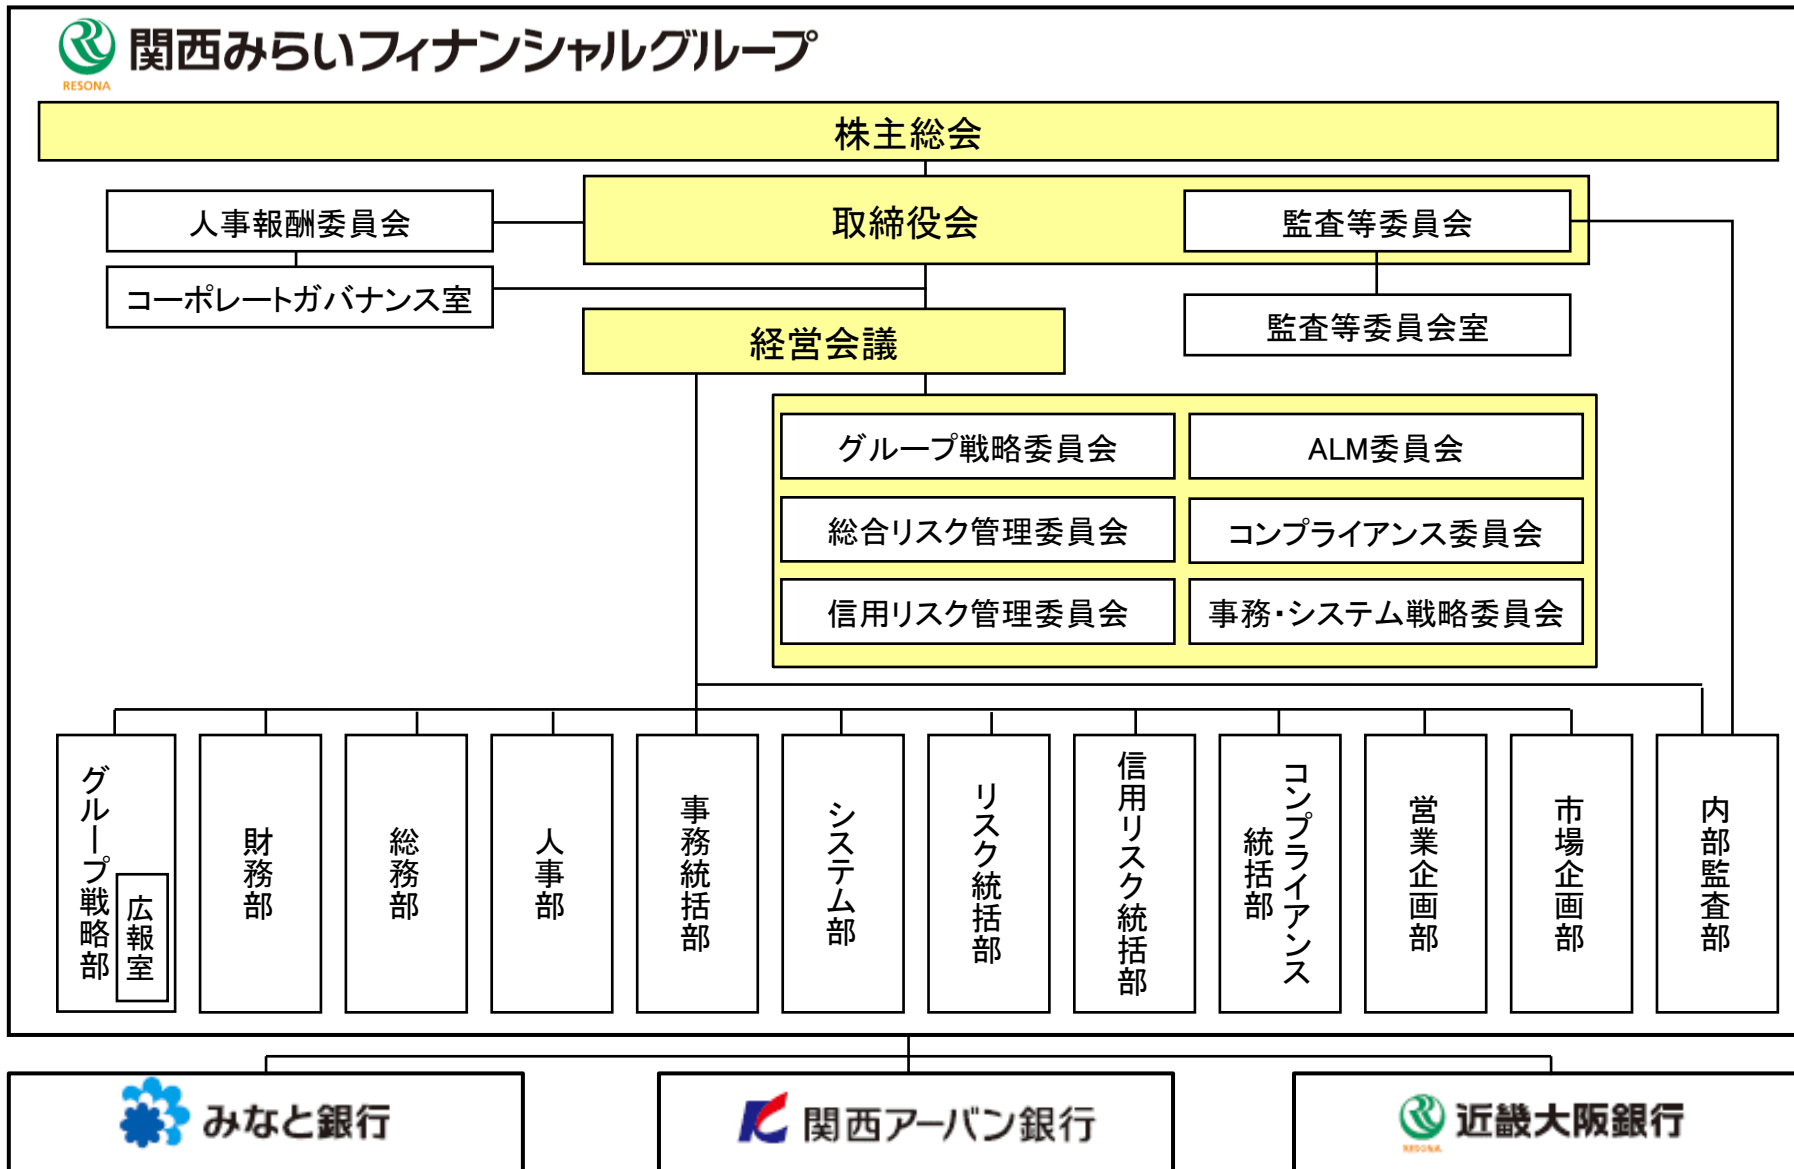 関西みらいフィナンシャルグループ
RESONA
株主総会
人事報酬委員会
取締役会
監査等委員会
コーポレートガバナンス室
監査等委員会室
経営会議
グループ戦略委員会
ALM委員会
総合リスク管理委員会
コンプライアンス委員会
信用リスク管理委員会
事務・システム戦略委員会
グループ戦略部
広報室
財務部
総務部
人事部
事務統括部
システム部
リスク統括部
信用リスク統括部
コンプライアンス
統括部
営業企画部
市場企画部
内部監査部
みなと銀行
関西アーバン銀行
近畿大阪銀行
RESONA